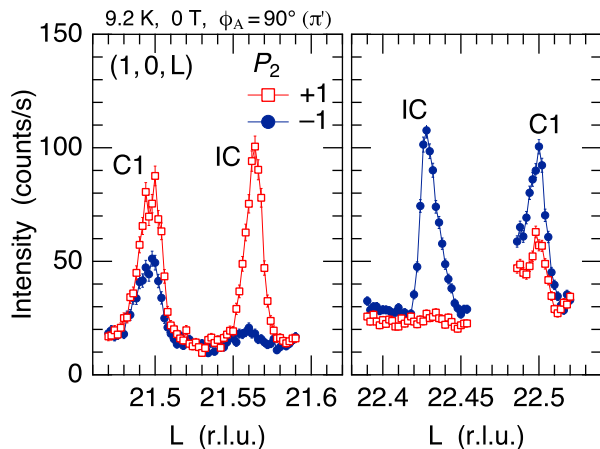 9.2 K, 0 T, ϕA = 90° (π')
(1, 0, L)
P2
+1
−1
C1
IC
IC
C1
Intensity (counts/s)
150
100
50
0
21.5
21.55
21.6
22.4
22.45
22.5
L (r.l.u.)
L (r.l.u.)